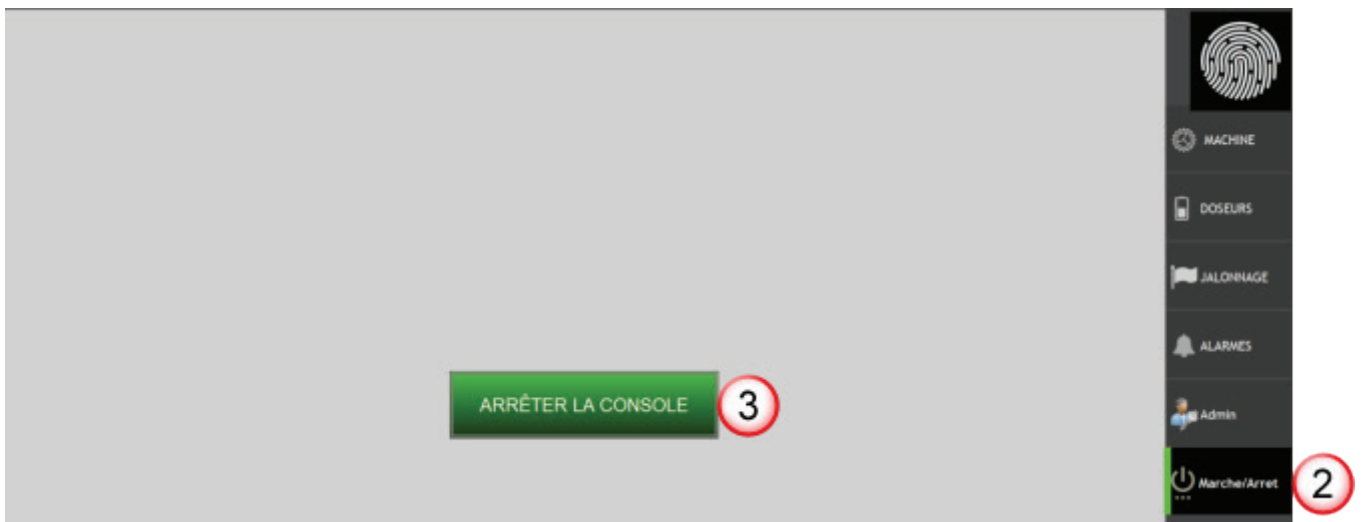 MACHINE
DOSEURS
JALONNAGE
ALARMES
ARRÊTER LA CONSOLE
3
Admin
Marche/Arret
2